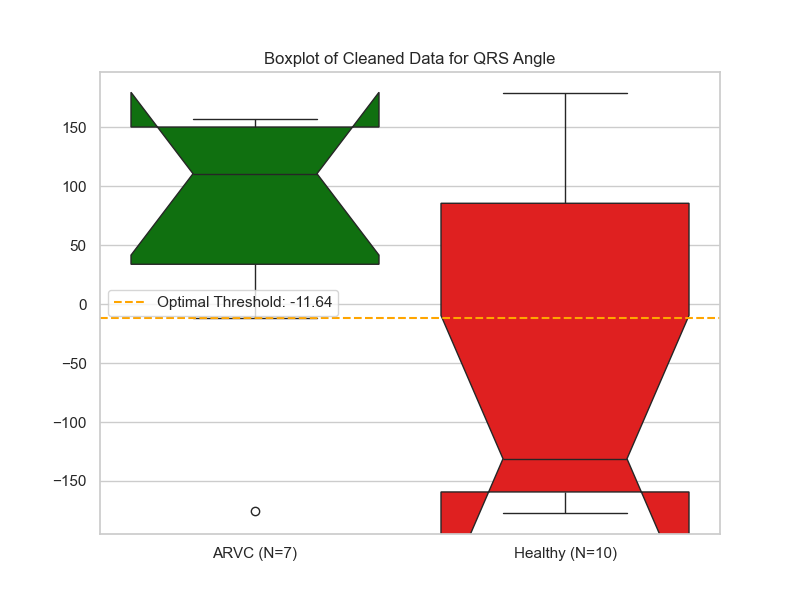 Boxplot of Cleaned Data for QRS Angle
150
100
50
0
−50
−100
−150
Optimal Threshold: -11.64
ARVC (N=7)
Healthy (N=10)